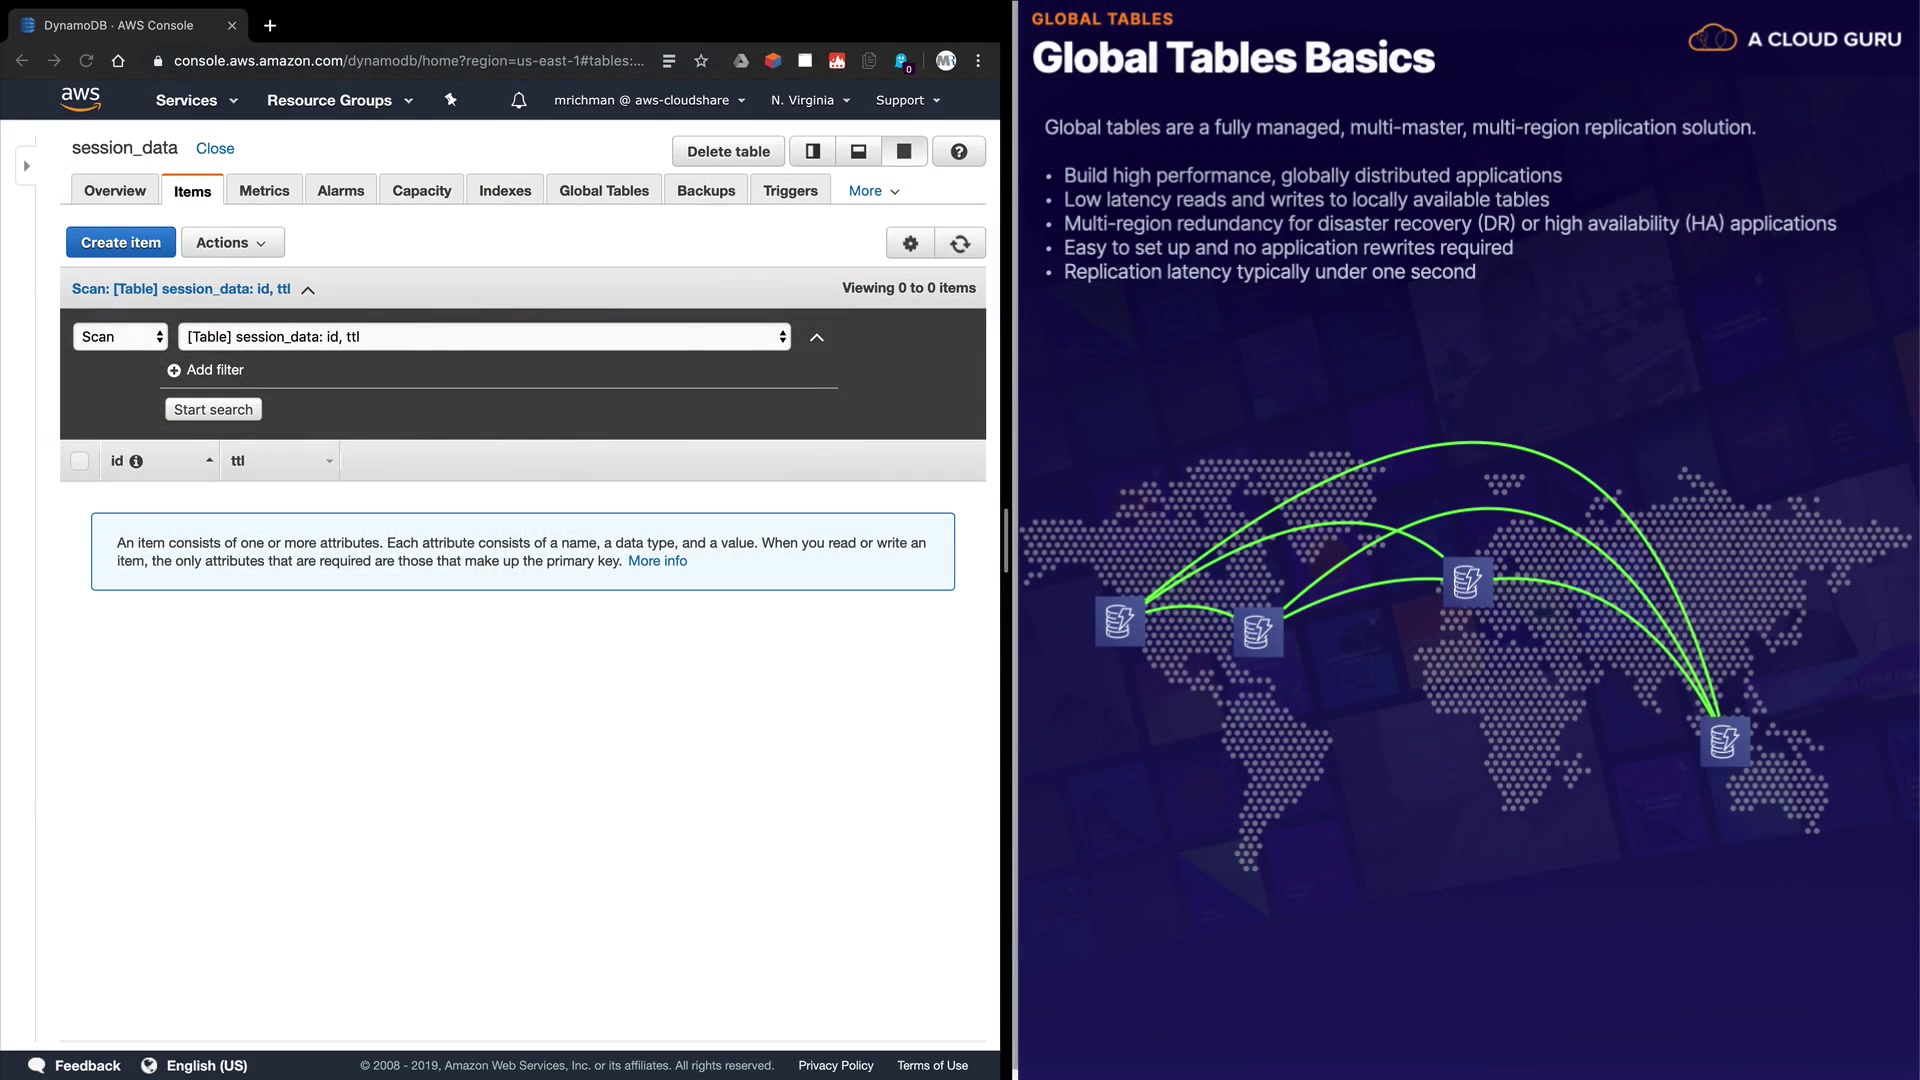 DynamoDB · AWS Console
console.aws.amazon.com/dynamodb/home?region=us-east-1#tables:...
0
aws
Services
Resource Groups
mrichman @ aws-cloudshare
N. Virginia
Support
session_data
Close
Delete table
Overview
Items
Metrics
Alarms
Capacity
Indexes
Global Tables
Backups
Triggers
More
Create item
Actions
Scan: [Table] session_data: id, ttl
Viewing 0 to 0 items
Scan
[Table] session_data: id, ttl
Add filter
Start search
id
ttl
An item consists of one or more attributes. Each attribute consists of a name, a data type, and a value. When you read or write an
item, the only attributes that are required are those that make up the primary key. More info
Feedback
English (US)
© 2008 - 2019, Amazon Web Services, Inc. or its affiliates. All rights reserved.
Privacy Policy
Terms of Use
GLOBAL TABLES
Global Tables Basics
A CLOUD GURU
Global tables are a fully managed, multi-master, multi-region replication solution.
• Build high performance, globally distributed applications
• Low latency reads and writes to locally available tables
• Multi-region redundancy for disaster recovery (DR) or high availability (HA) applications
• Easy to set up and no application rewrites required
• Replication latency typically under one second